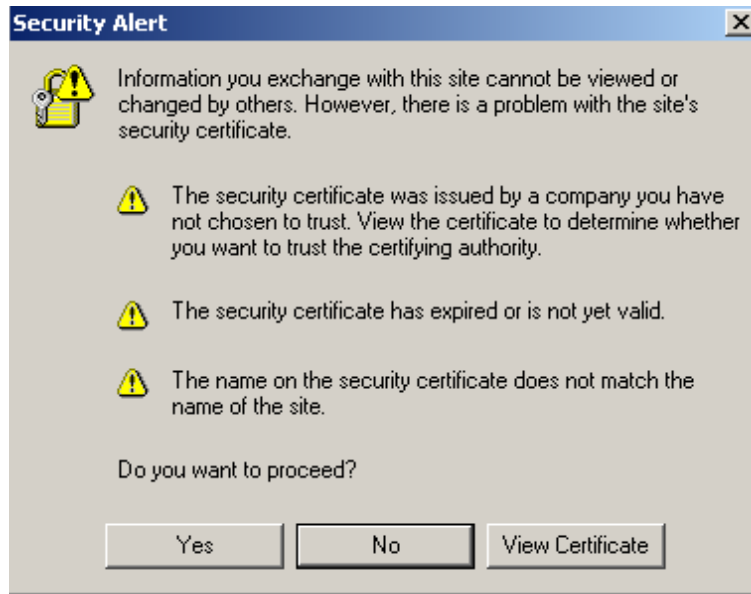 Security Alert
Information you exchange with this site cannot be viewed or
changed by others. However, there is a problem with the site's
security certificate.
The security certificate was issued by a company you have
not chosen to trust. View the certificate to determine whether
you want to trust the certifying authority.
The security certificate has expired or is not yet valid.
The name on the security certificate does not match the
name of the site.
Do you want to proceed?
Yes No View Certificate